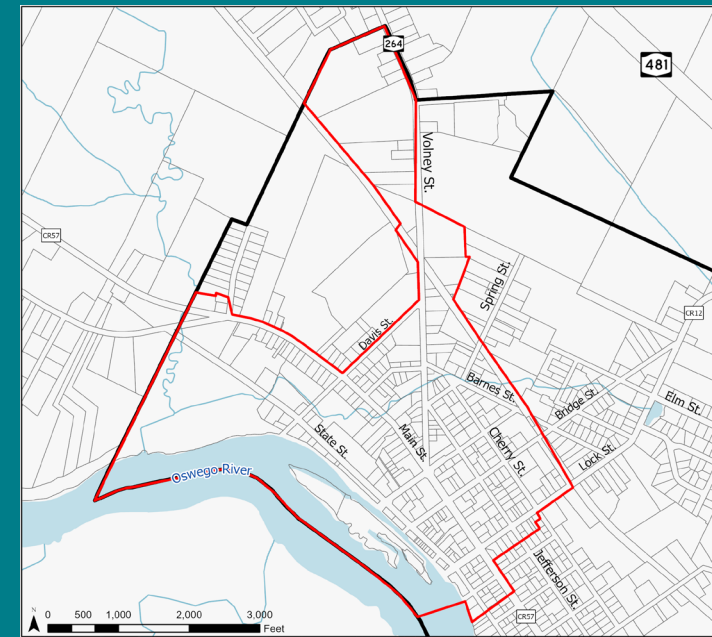 264
481
Volney St.
CR57
Spring St.
CR12
Davis St.
Barnes St.
Bridge St.
Elm St.
State St.
Main St.
Cherry St.
Lock St.
Oswego River
Jefferson St.
CR57
N
0 500 1,000 2,000 3,000
Feet